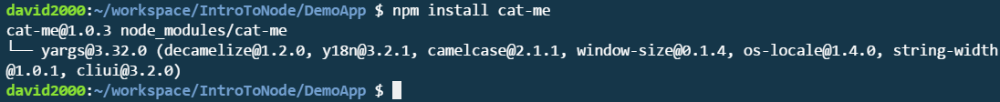 david2000:~/workspace/IntroToNode/DemoApp $ npm install cat-me
cat-me@1.0.3 node_modules/cat-me
└── yargs@3.32.0 (decamelize@1.2.0, y18n@3.2.1, camelcase@2.1.1, window-size@0.1.4, os-locale@1.4.0, string-width
@1.0.1, cliui@3.2.0)
david2000:~/workspace/IntroToNode/DemoApp $